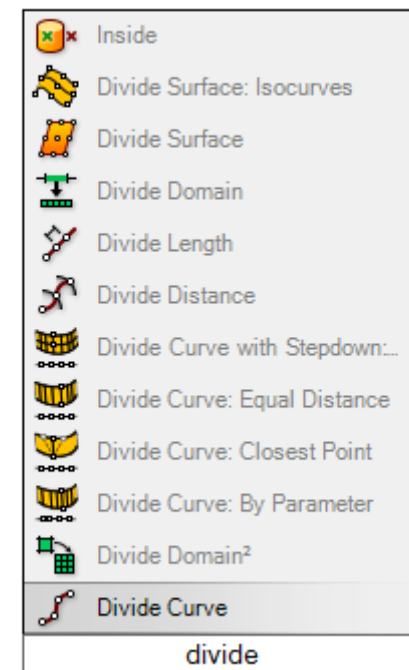 Inside
Divide Surface: Isocurves
Divide Surface
Divide Domain
Divide Length
Divide Distance
Divide Curve with Stepdown:...
Divide Curve: Equal Distance
Divide Curve: Closest Point
Divide Curve: By Parameter
Divide Domain²
Divide Curve
divide